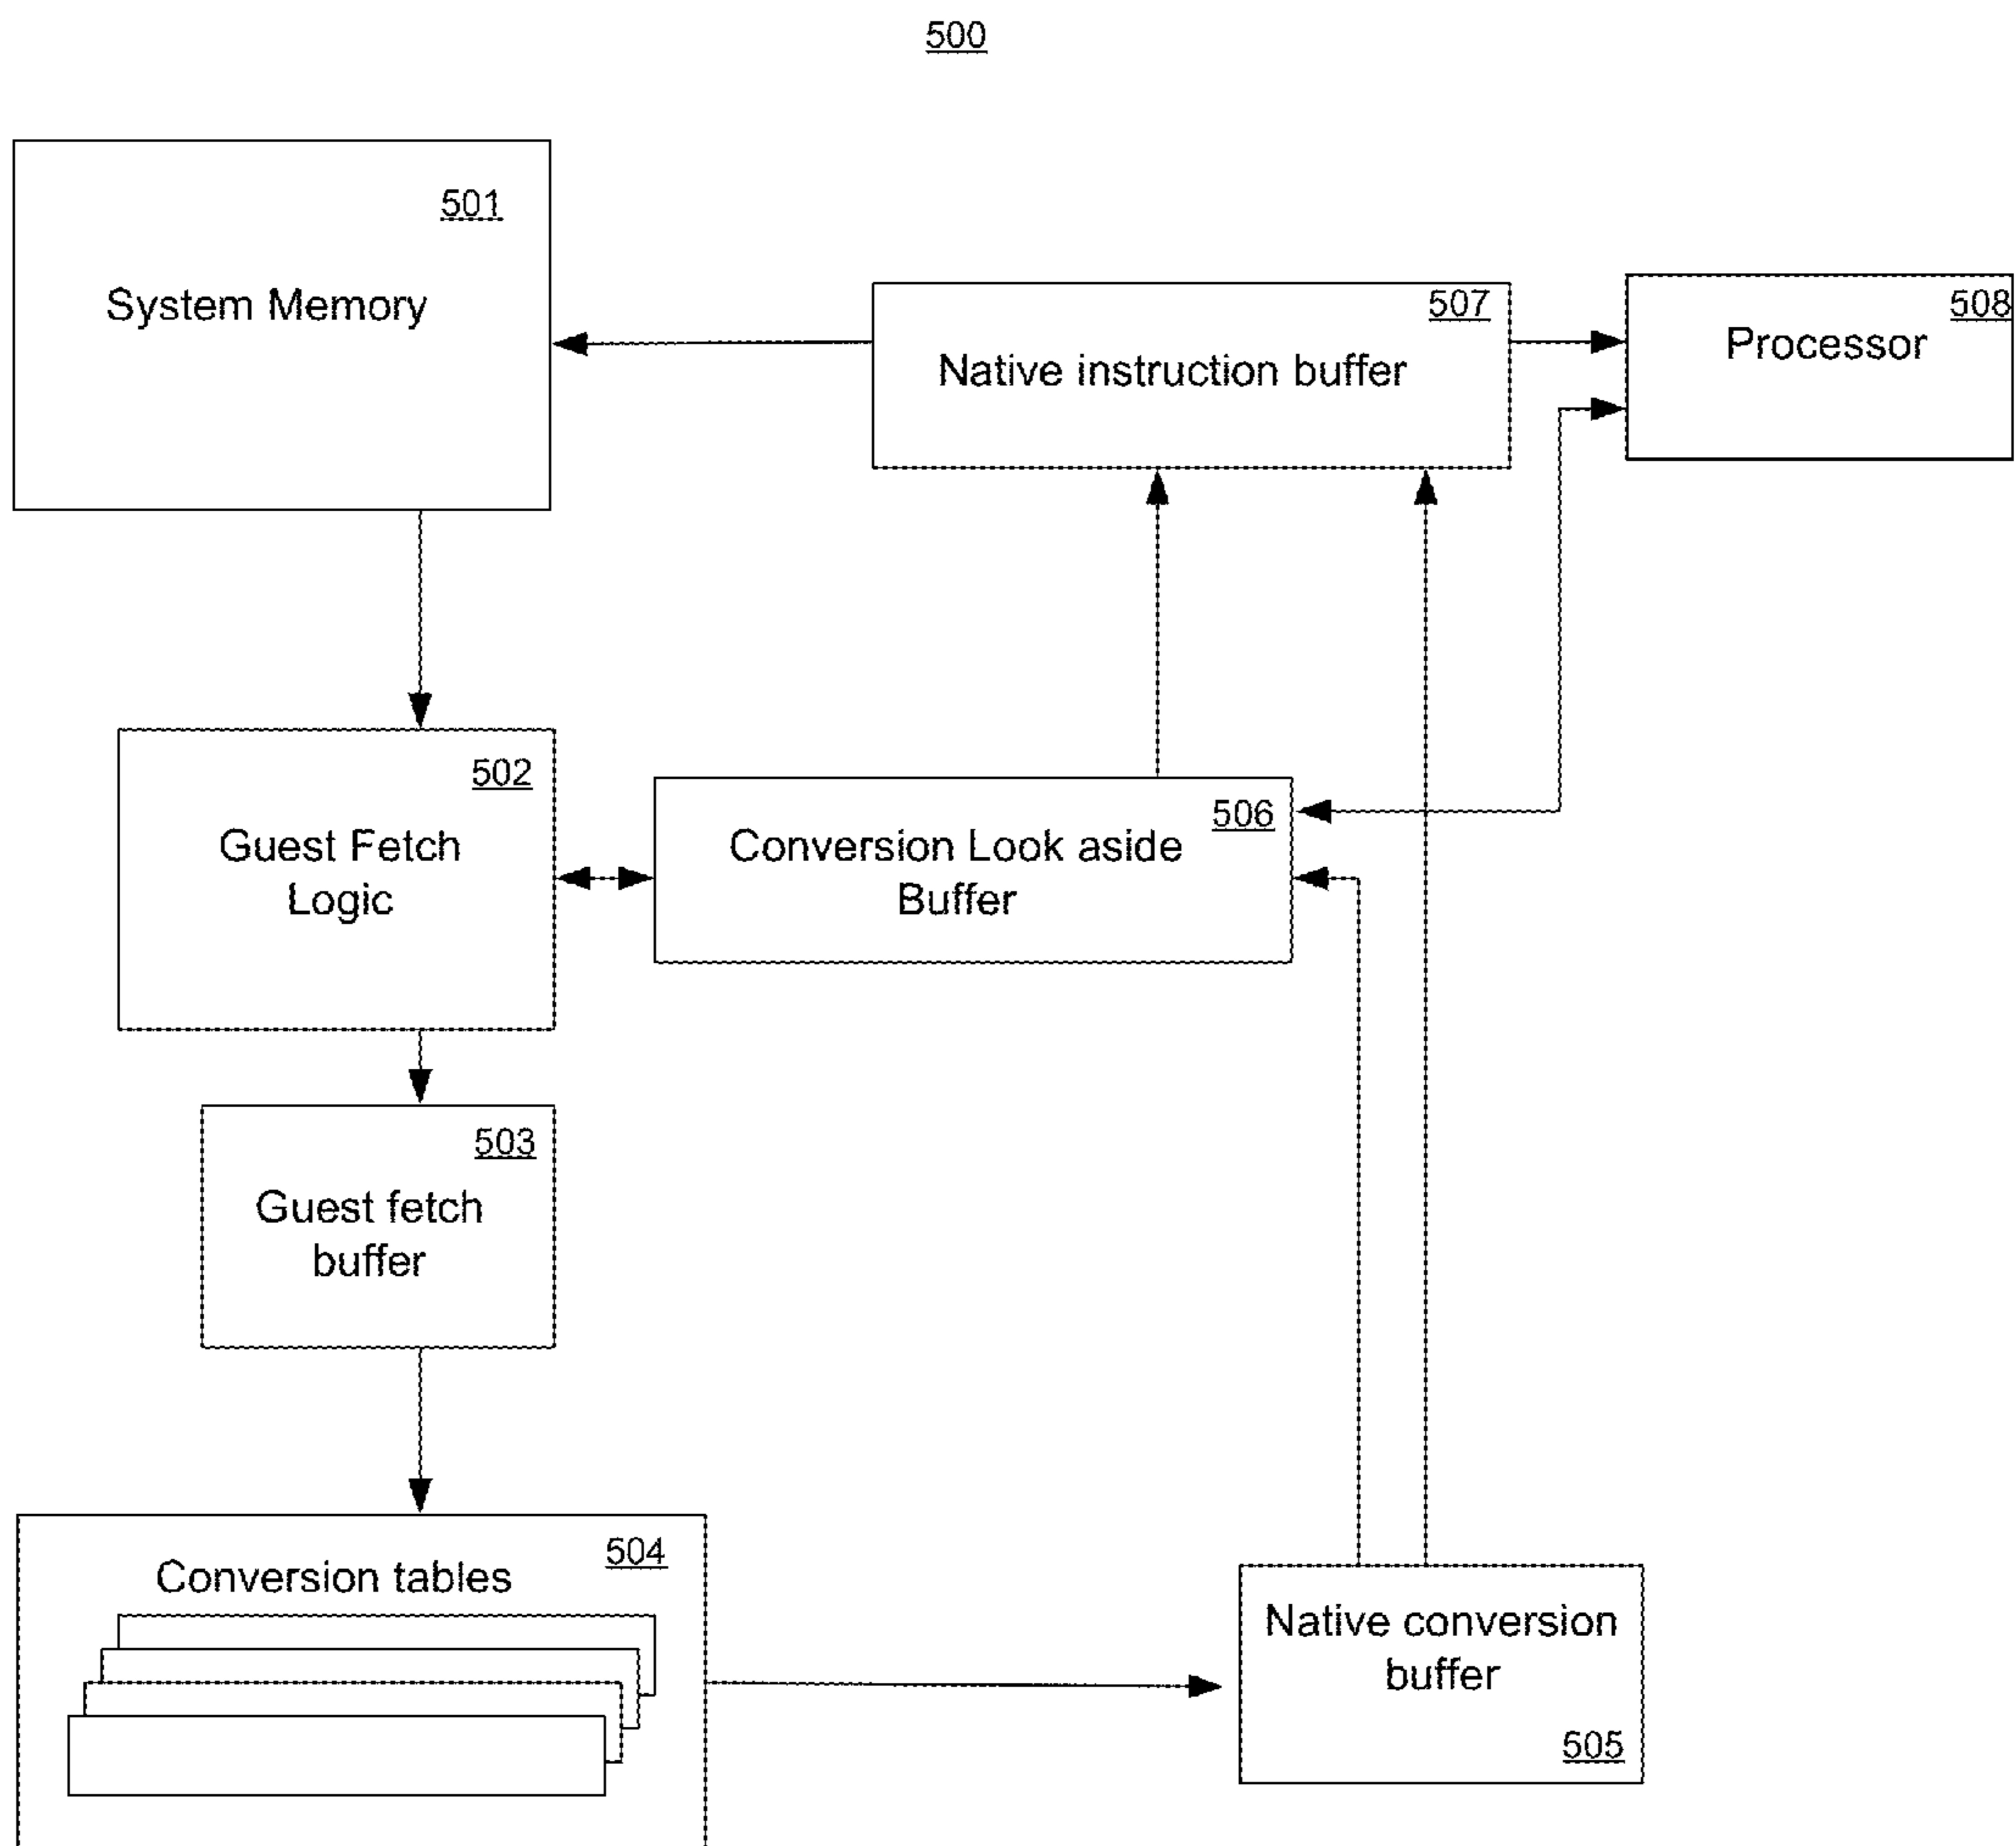 500
501
System Memory
507
Native instruction buffer
508
Processor
502
Guest Fetch
Logic
506
Conversion Look aside
Buffer
503
Guest fetch
buffer
504
Conversion tables
Native conversion
buffer
505